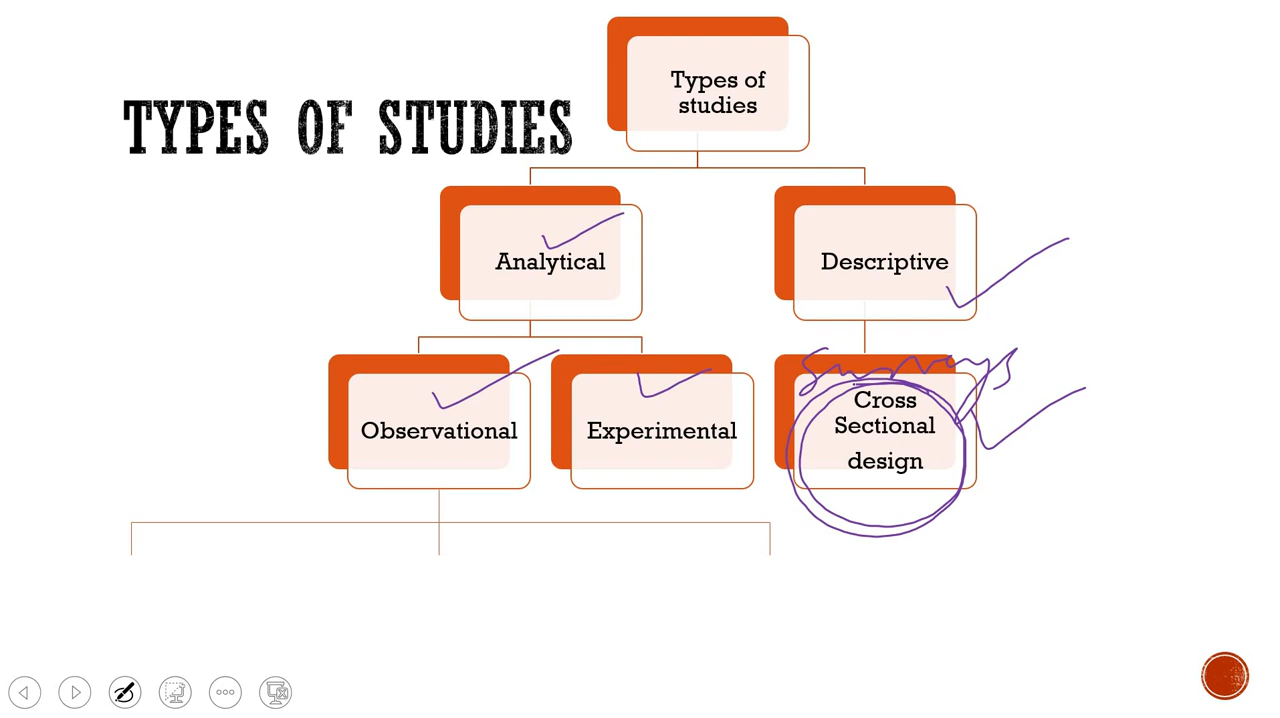 Types of
studies
TYPES OF STUDIES
Analytical
Descriptive
Observational
Experimental
Cross
Sectional
design